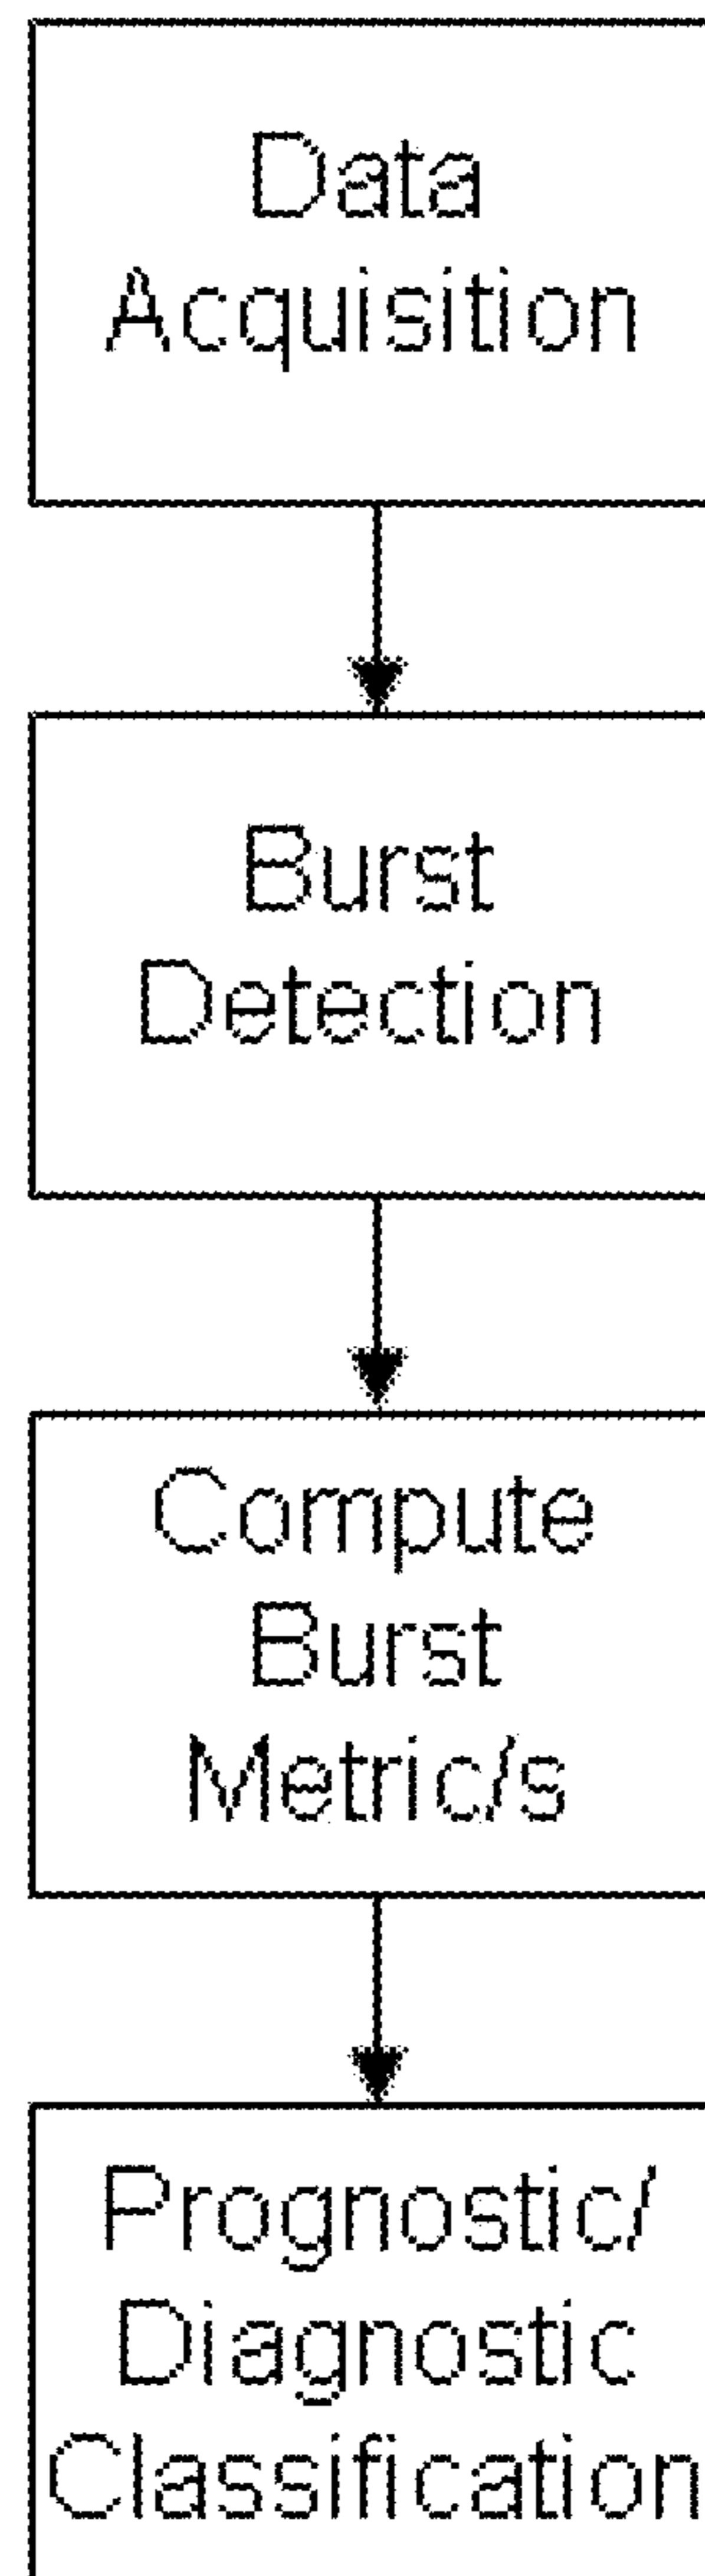 Data
Acquisition
Burst
Detection
Compute
Burst
Metric/s
Prognostic/
Diagnostic
Classification